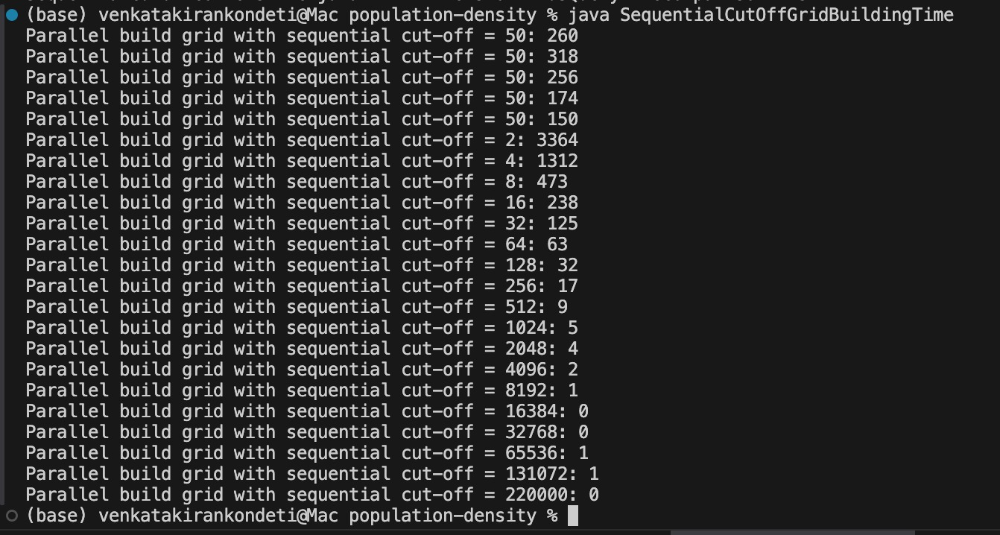 (base) venkatakirankondeti@Mac population-density % java SequentialCutOffGridBuildingTime
Parallel build grid with sequential cut-off = 50: 260
Parallel build grid with sequential cut-off = 50: 318
Parallel build grid with sequential cut-off = 50: 256
Parallel build grid with sequential cut-off = 50: 174
Parallel build grid with sequential cut-off = 50: 150
Parallel build grid with sequential cut-off = 2: 3364
Parallel build grid with sequential cut-off = 4: 1312
Parallel build grid with sequential cut-off = 8: 473
Parallel build grid with sequential cut-off = 16: 238
Parallel build grid with sequential cut-off = 32: 125
Parallel build grid with sequential cut-off = 64: 63
Parallel build grid with sequential cut-off = 128: 32
Parallel build grid with sequential cut-off = 256: 17
Parallel build grid with sequential cut-off = 512: 9
Parallel build grid with sequential cut-off = 1024: 5
Parallel build grid with sequential cut-off = 2048: 4
Parallel build grid with sequential cut-off = 4096: 2
Parallel build grid with sequential cut-off = 8192: 1
Parallel build grid with sequential cut-off = 16384: 0
Parallel build grid with sequential cut-off = 32768: 0
Parallel build grid with sequential cut-off = 65536: 1
Parallel build grid with sequential cut-off = 131072: 1
Parallel build grid with sequential cut-off = 220000: 0
(base) venkatakirankondeti@Mac population-density %